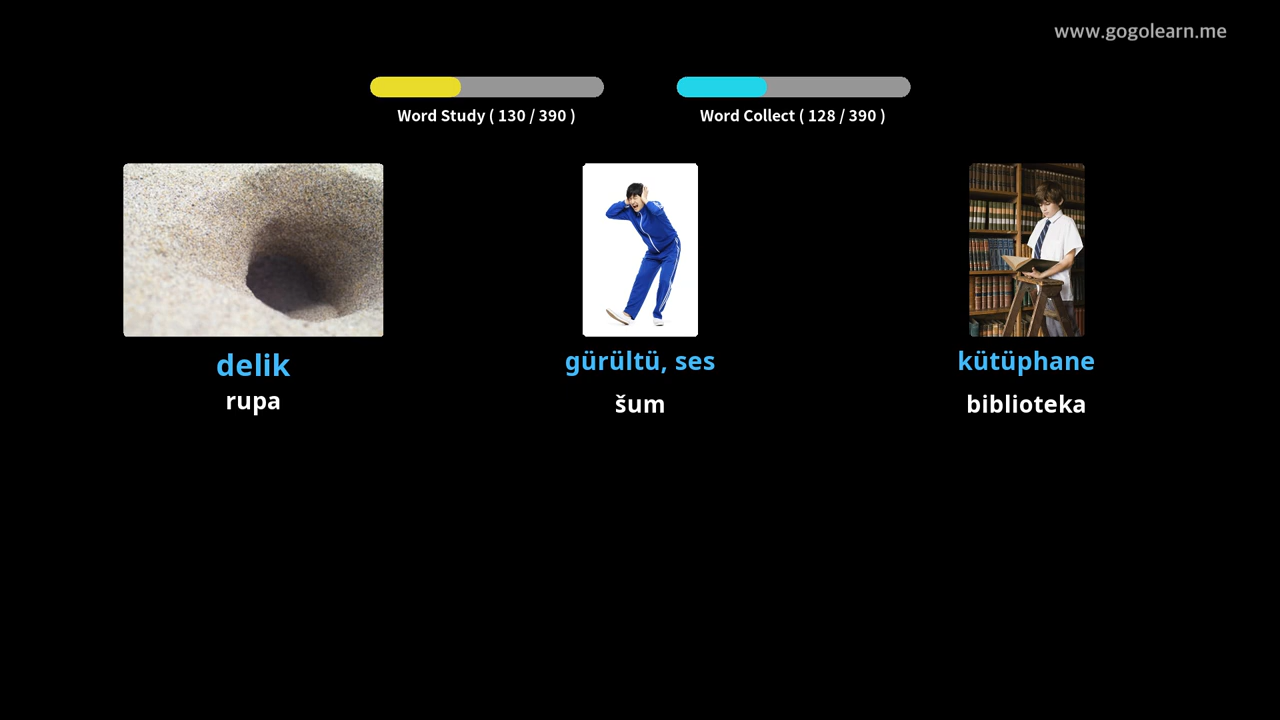 www.gogolearn.me
Word Study ( 130 / 390 )
Word Collect ( 128 / 390 )
delik
rupa
gürültü, ses
šum
kütüphane
biblioteka